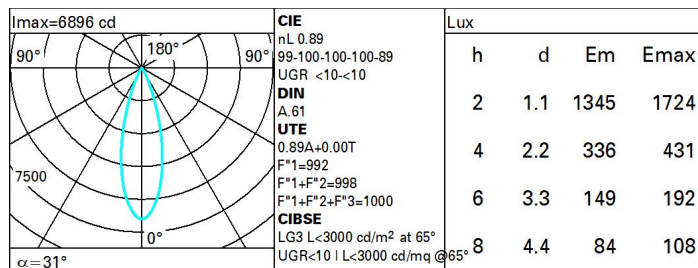 Imax=6896 cd
90°
180°
90°
7500
0°
α=31°
CIE
nL 0.89
99-100-100-100-89
UGR <10-<10
DIN
A.61
UTE
0.89A+0.00T
F"1=992
F"1+F"2=998
F"1+F"2+F"3=1000
CIBSE
LG3 L<3000 cd/m² at 65°
UGR<10 | L<3000 cd/mq @65°
Lux
h d Em Emax
2 1.1 1345 1724
4 2.2 336 431
6 3.3 149 192
8 4.4 84 108